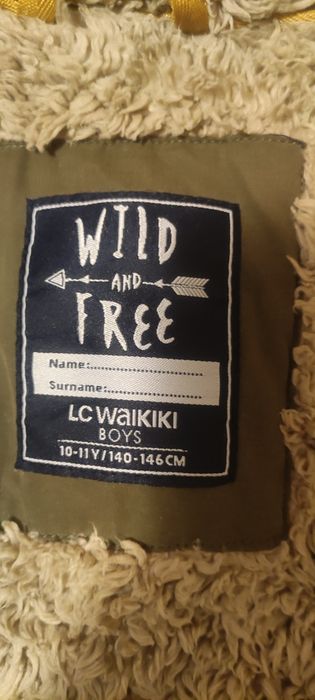 WILD
AND
FREE
Name:............................
Surname:........................
LC WAIKIKI
BOYS
10-11Y/140-146CM